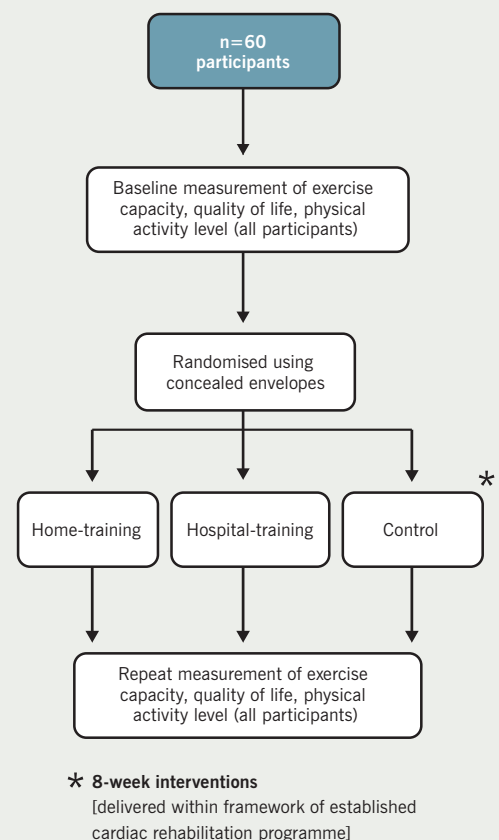 n=60
participants
Baseline measurement of exercise
capacity, quality of life, physical
activity level (all participants)
Randomised using
concealed envelopes
*
Home-training
Hospital-training
Control
Repeat measurement of exercise
capacity, quality of life, physical
activity level (all participants)
* 8-week interventions
[delivered within framework of established
cardiac rehabilitation programme]